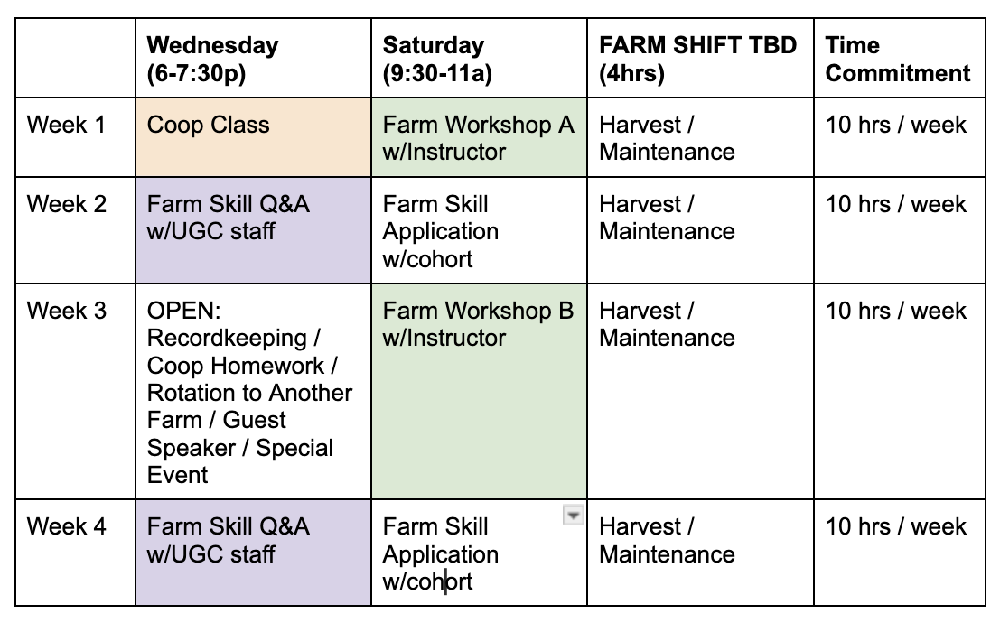 Wednesday
(6-7:30p)
Saturday
(9:30-11a)
FARM SHIFT TBD
(4hrs)
Time
Commitment
Week 1
Coop Class
Farm Workshop A
w/Instructor
Harvest /
Maintenance
10 hrs / week
Week 2
Farm Skill Q&A
w/UGC staff
Farm Skill
Application
w/cohort
Harvest /
Maintenance
10 hrs / week
Week 3
OPEN:
Recordkeeping /
Coop Homework /
Rotation to Another
Farm / Guest
Speaker / Special
Event
Farm Workshop B
w/Instructor
Harvest /
Maintenance
10 hrs / week
Week 4
Farm Skill Q&A
w/UGC staff
Farm Skill
Application
w/cohort
Harvest /
Maintenance
10 hrs / week